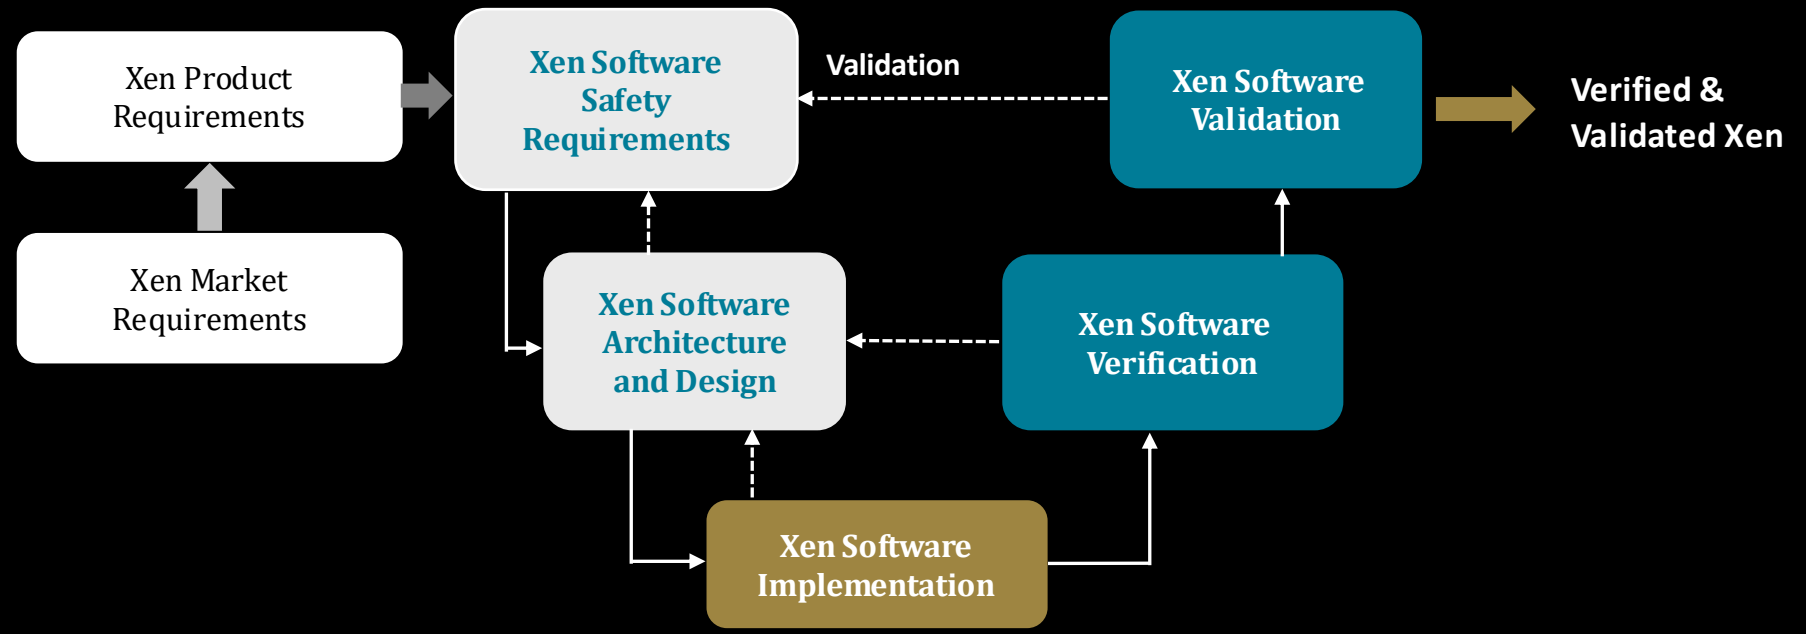 Xen Product
Requirements
Xen Market
Requirements
Xen Software
Safety
Requirements
Validation
Xen Software
Validation
Verified &
Validated Xen
Xen Software
Architecture
and Design
Xen Software
Verification
Xen Software
Implementation